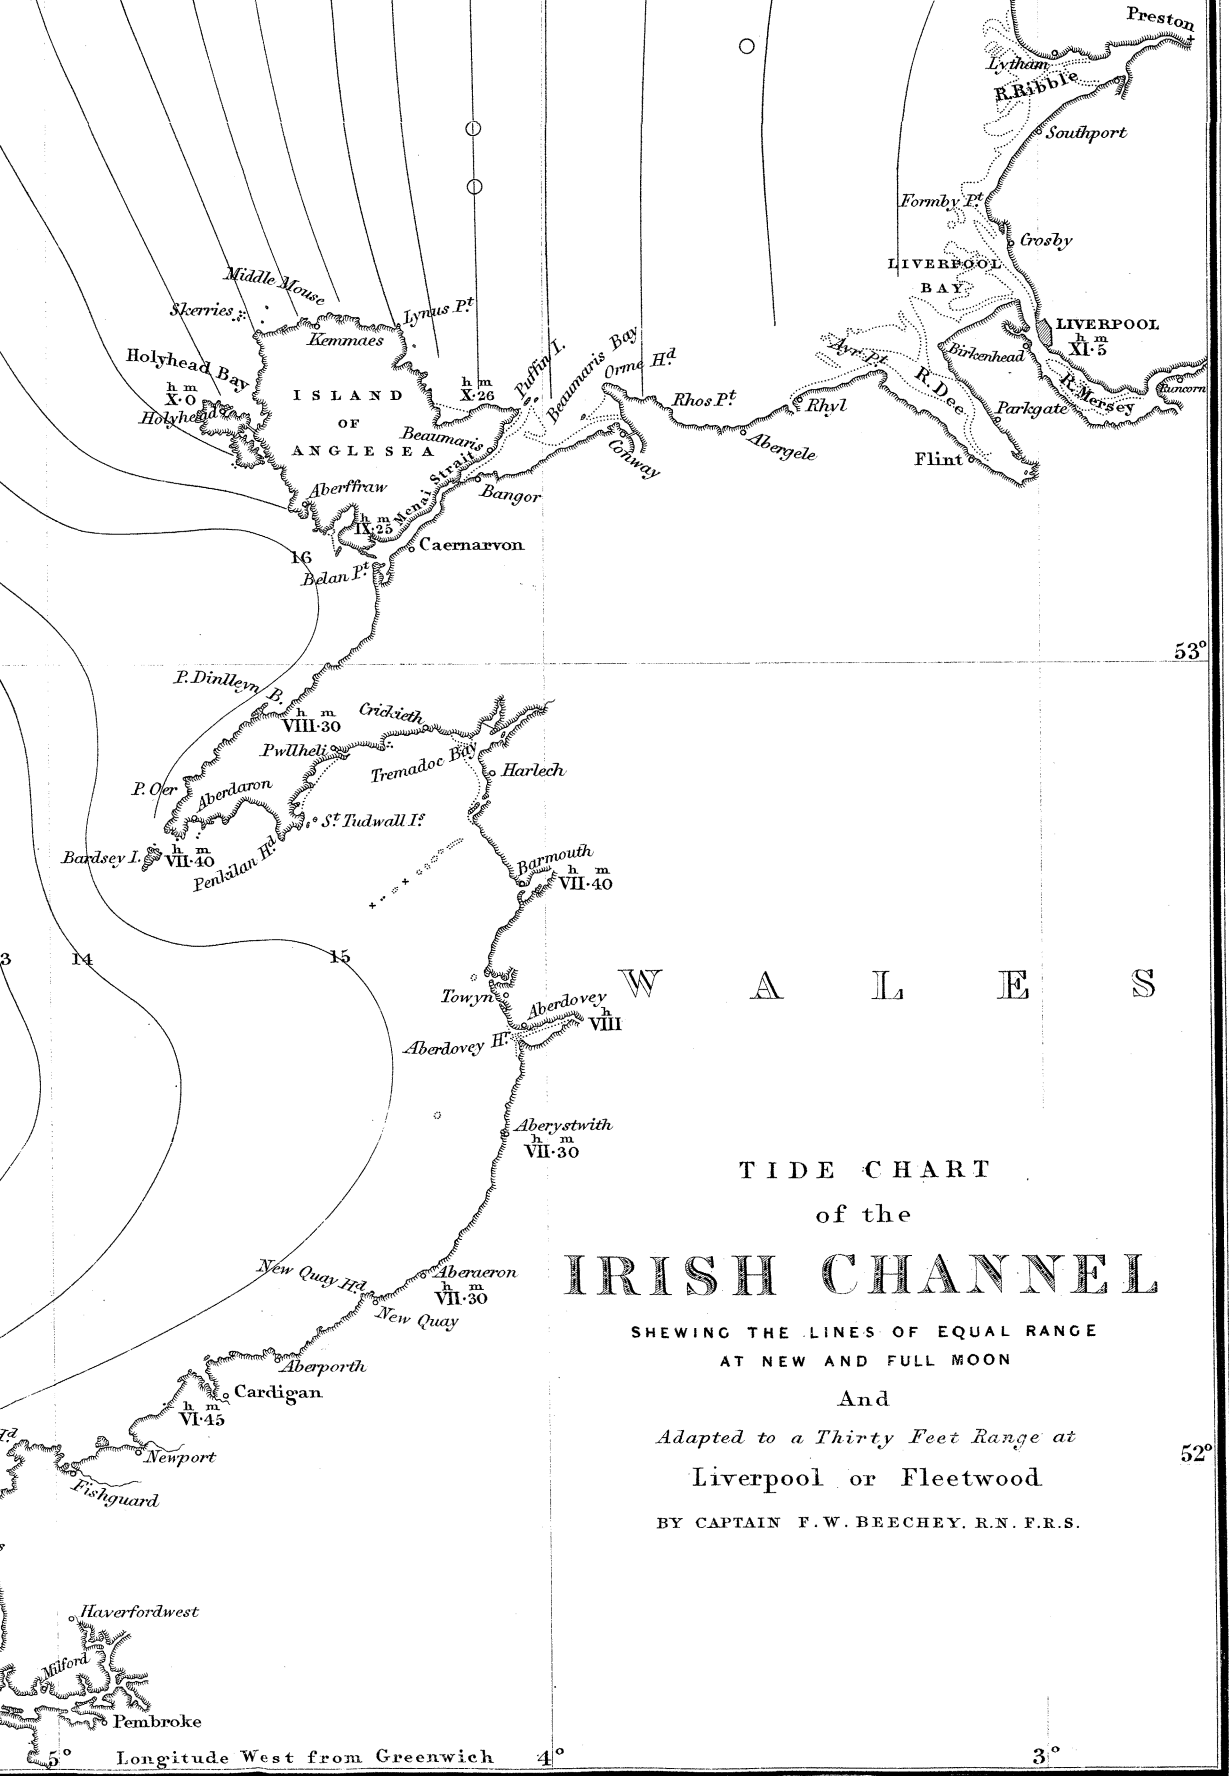 Preston
Lytham
R. Ribble
Southport
Formby Pt.
Crosby
LIVERPOOL
BAY
LIVERPOOL
h m
XI·5
Middle Mouse
Skerries
Lynus Pt
Kemmaes
Holyhead Bay
h m
X·0
Holyhead
ISLAND
OF
ANGLESEA
h m
X·26
Puffin I.
Beaumaris Bay
Orme Hd
Ayr Pt.
Birkenhead
R. Dee
R. Mersey
Runcorn
Rhos Pt.
Rhyl
Parkgate
Beaumaris
Conway
Abergele
Flint
Menai Strait
Aberffraw
Bangor
h m
IX·25
Caernarvon
16
Belan Pt.
53°
P. Dinlleyn B.
h m
VIII·30
Crickieth
Pwllheli
Tremadoc Bay
Harlech
P. Oer
Aberdaron
St. Tudwall Is.
Bardsey I.
h m
VII·40
Penkilan Hd.
Barmouth
h m
VII·40
3
14
15
WALES
Towyn
Aberdovey
h
VIII
Aberdovey Hr.
Aberystwith
h m
VII·30
TIDE CHART
of the
IRISH CHANNEL
SHEWING THE LINES OF EQUAL RANGE
AT NEW AND FULL MOON
And
Adapted to a Thirty Feet Range at
Liverpool or Fleetwood
BY CAPTAIN F.W. BEECHEY. R.N. F.R.S.
New Quay Hd.
Aberaeron
h m
VII·30
New Quay
Aberporth
Cardigan
h m
VI·45
52°
Newport
Fishguard
Haverfordwest
Milford
Pembroke
5°
Longitude West from Greenwich
4°
3°